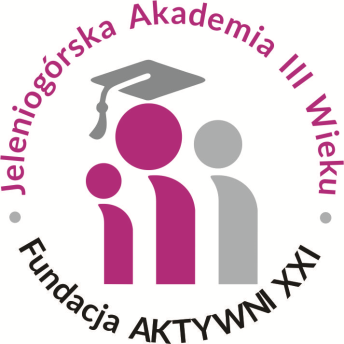 Jeleniogórska Akademia III Wieku
Fundacja AKTYWNI XXI